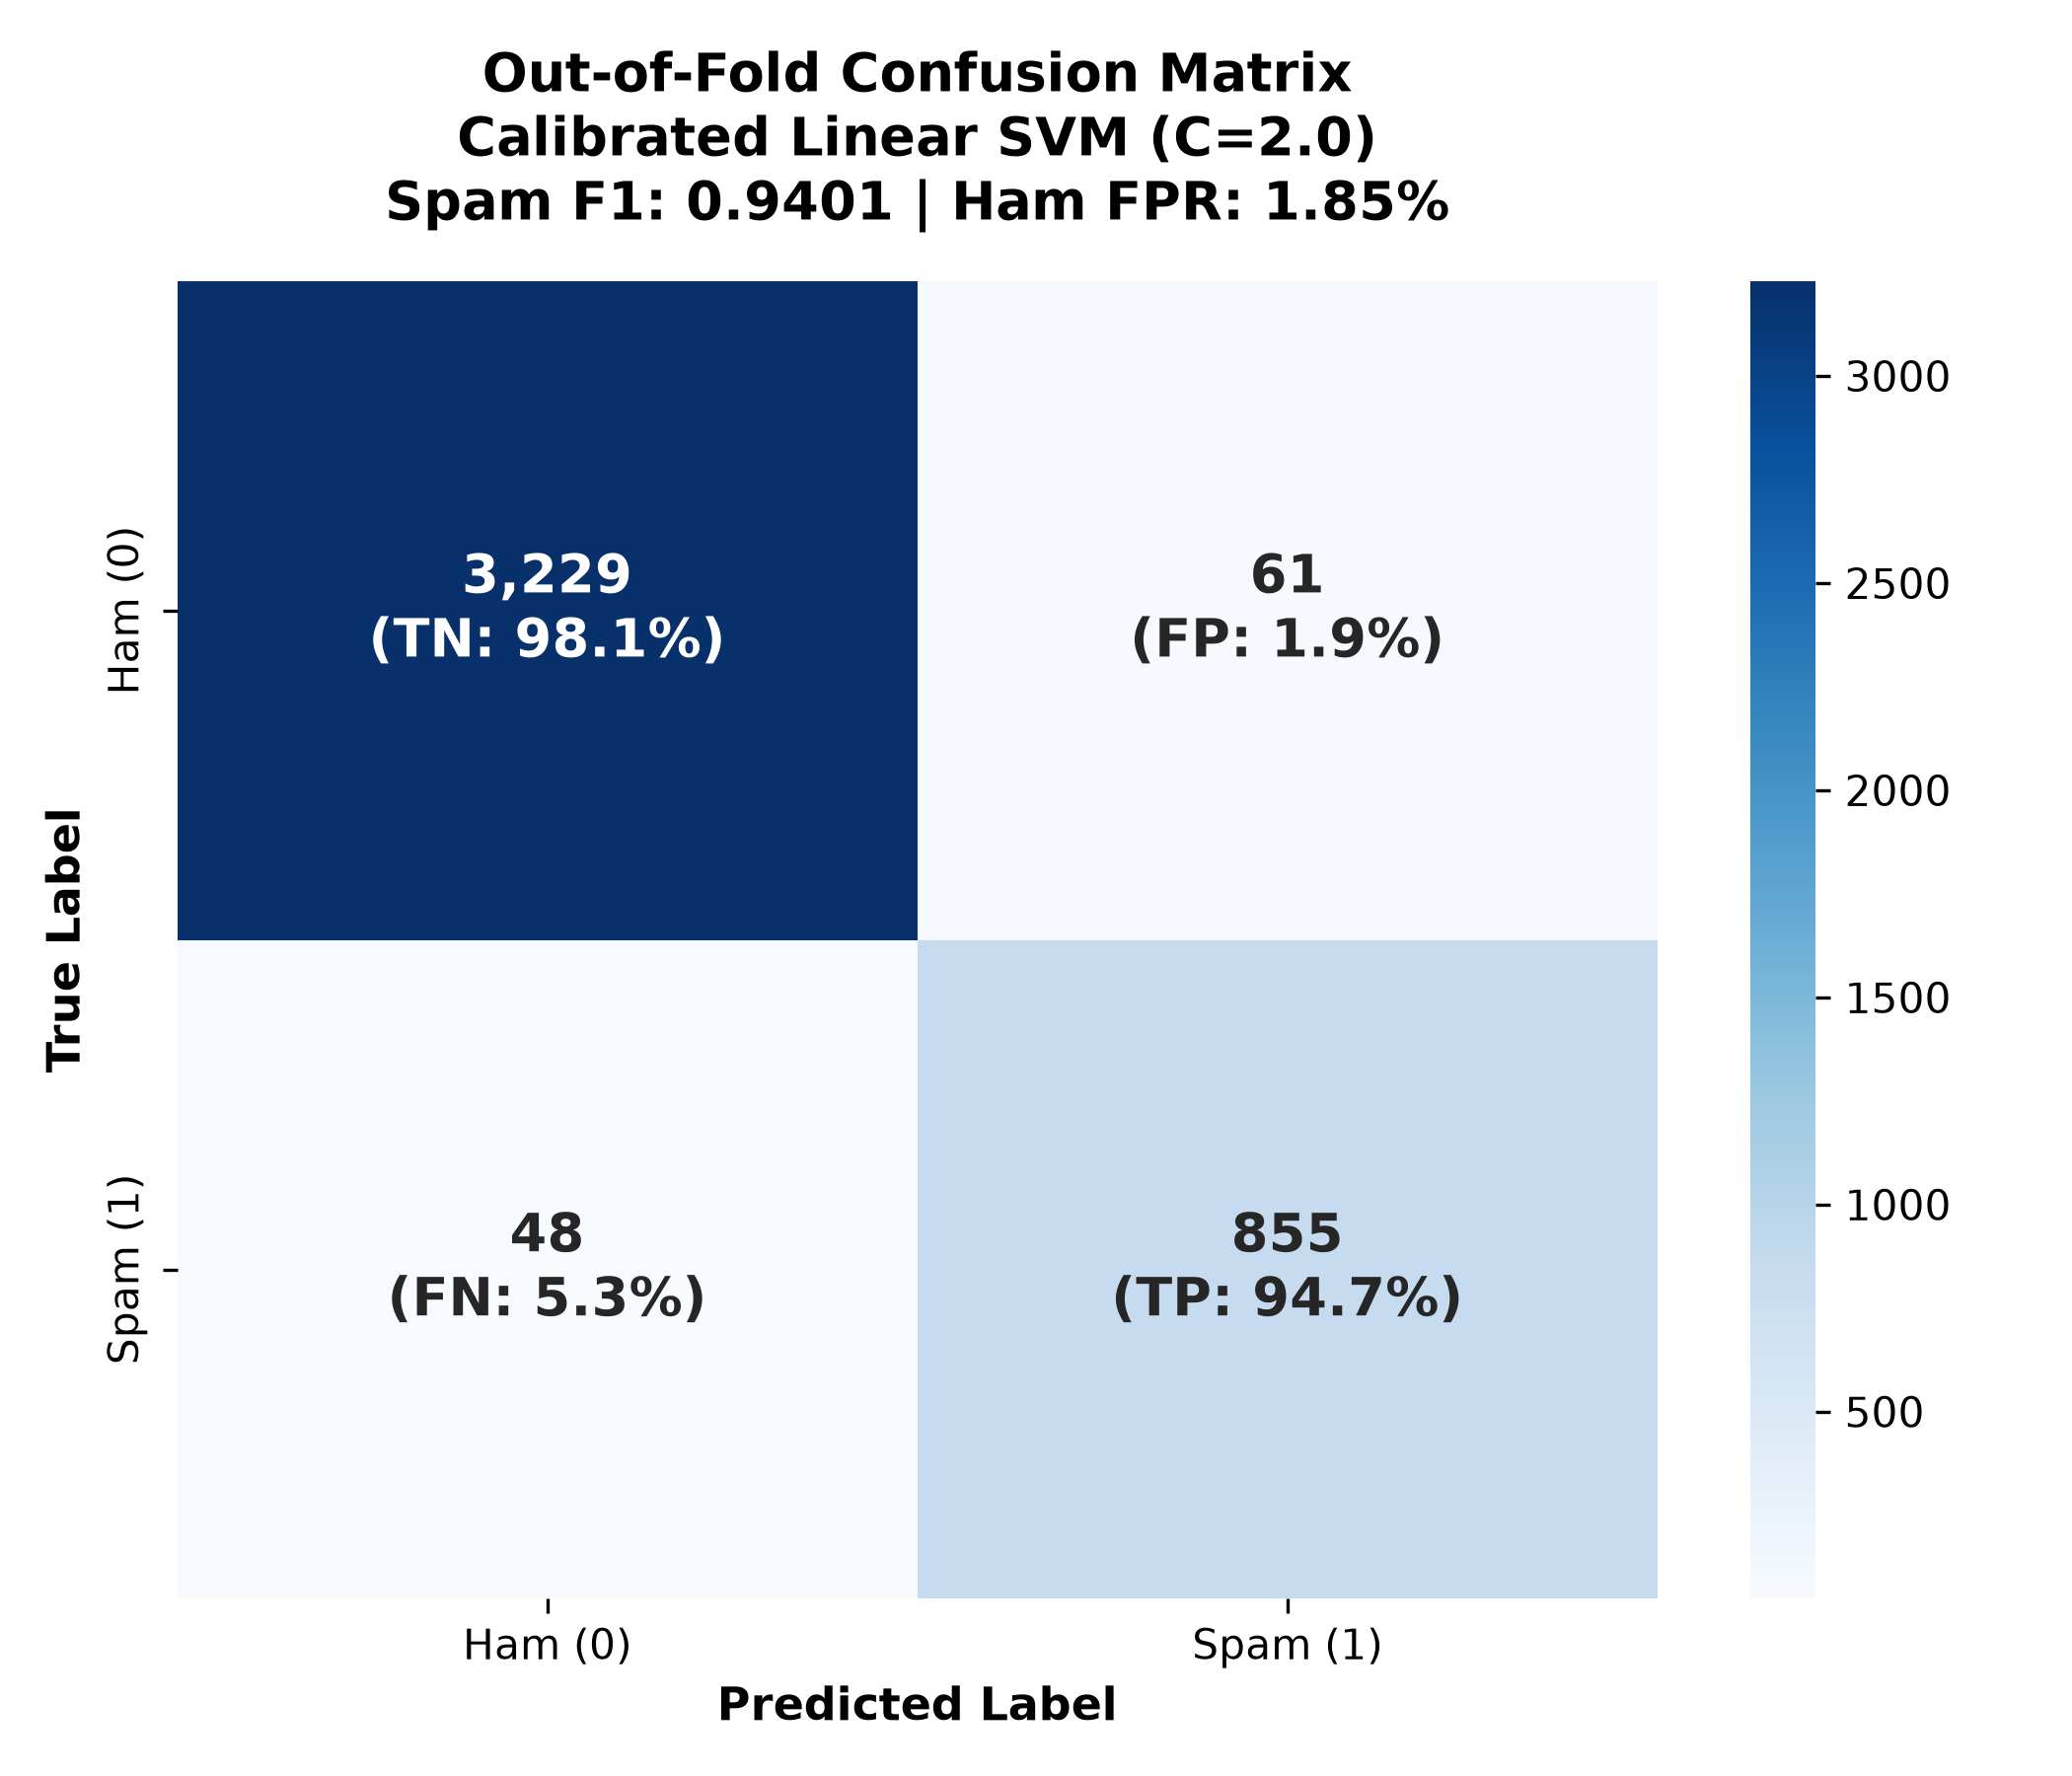 Out-of-Fold Confusion Matrix
Calibrated Linear SVM (C=2.0)
Spam F1: 0.9401 | Ham FPR: 1.85%
True Label
Ham (0)
Spam (1)
3,229
(TN: 98.1%)
61
(FP: 1.9%)
48
(FN: 5.3%)
855
(TP: 94.7%)
Ham (0)
Spam (1)
Predicted Label
3000
2500
2000
1500
1000
500